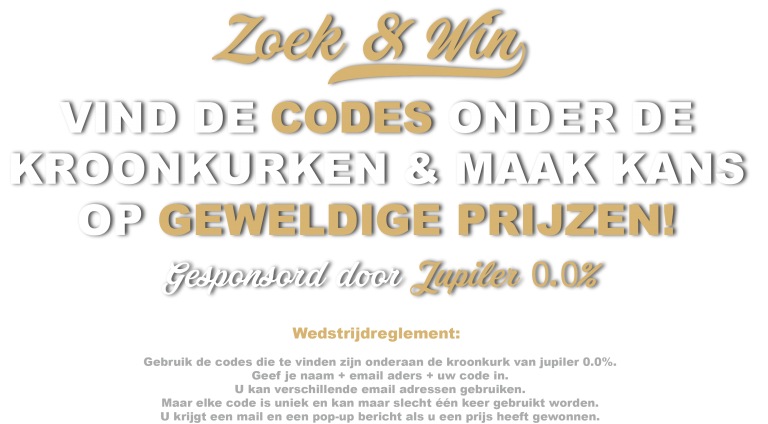 Zoek & Win
VIND DE CODES ONDER DE
KROONKURKEN & MAAK KANS
OP GEWELDIGE PRIJZEN!
Gesponsord door Jupiler 0.0%
Wedstrijdreglement:
Gebruik de codes die te vinden zijn onderaan de kroonkurk van jupiler 0.0%.
Geef je naam + email aders + uw code in.
U kan verschillende email adressen gebruiken.
Maar elke code is uniek en kan maar slecht één keer gebruikt worden.
U krijgt een mail en een pop-up bericht als u een prijs heeft gewonnen.